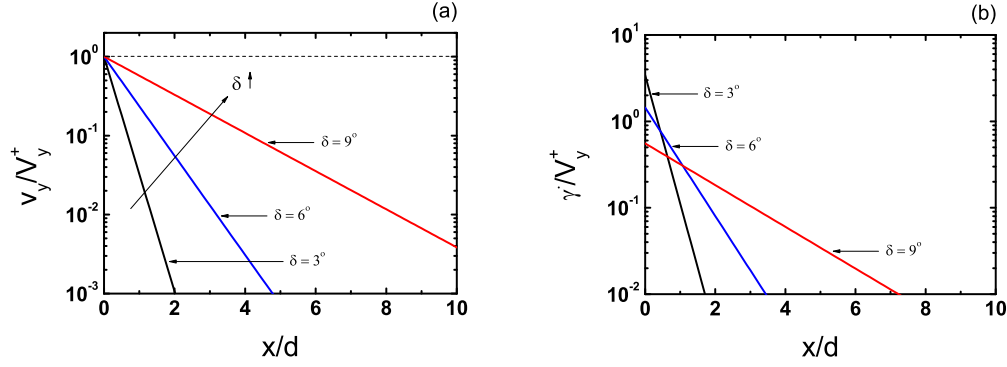 (a)
v_y/V_y^+
10^0
10^-1
10^-2
10^-3
0 2 4 6 8 10
x/d
δ
δ = 9°
δ = 6°
δ = 3°
(b)
γ̇/V_y^+
10^1
10^0
10^-1
10^-2
0 2 4 6 8 10
x/d
δ = 3°
δ = 6°
δ = 9°